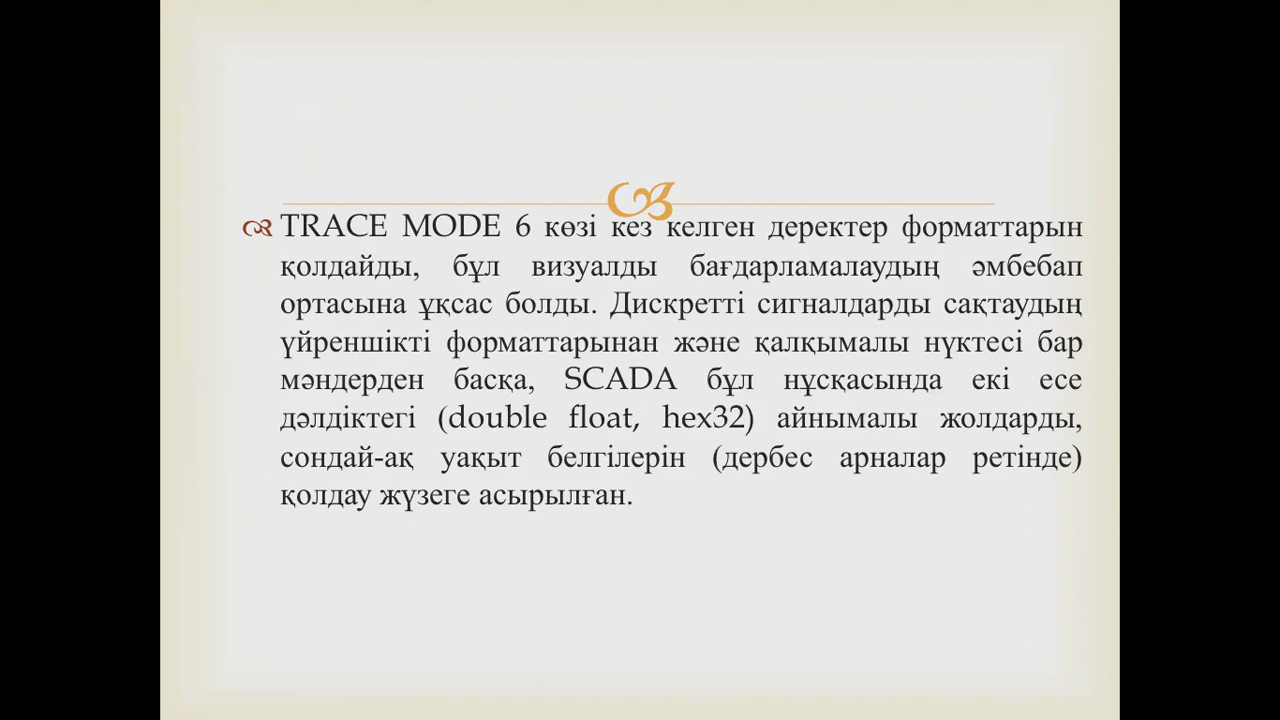 TRACE MODE 6 көзі кез келген деректер форматтарын
қолдайды, бұл визуалды бағдарламалаудың әмбебап
ортасына ұқсас болды. Дискретті сигналдарды сақтаудың
үйреншікті форматтарынан және қалқымалы нүктесі бар
мәндерден басқа, SCADA бұл нұсқасында екі есе
дәлдіктегі (double float, hex32) айнымалы жолдарды,
сондай-ақ уақыт белгілерін (дербес арналар ретінде)
қолдау жүзеге асырылған.